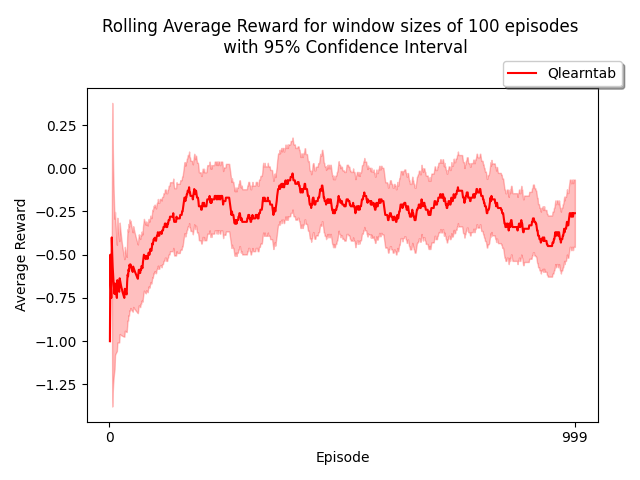 Rolling Average Reward for window sizes of 100 episodes
with 95% Confidence Interval
Qlearntab
0.25
0.00
−0.25
−0.50
−0.75
−1.00
−1.25
Average Reward
0
999
Episode